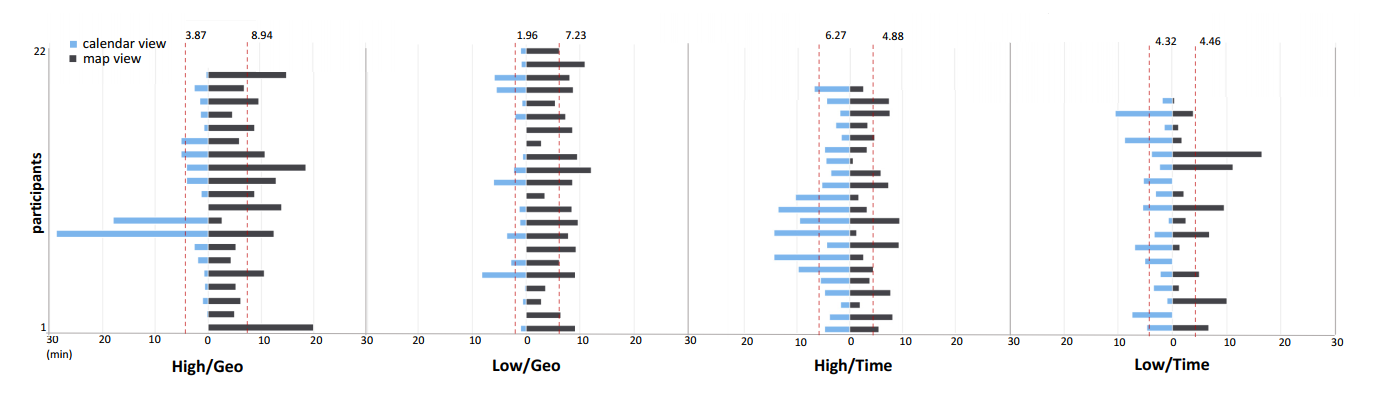 3.87 8.94 1.96 7.23 6.27 4.88 4.32 4.46
calendar view
map view
22
participants
1
30 20 10 0 10 20 30 20 10 0 10 20 30 20 10 0 10 20 30 20 10 0 10 20 30
(min)
High/Geo Low/Geo High/Time Low/Time